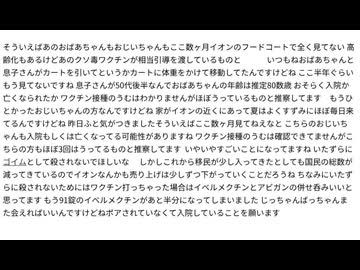 そういえばあのおばあちゃんもおじいちゃんもここ数ヶ月イオンのフードコートで全く見てない 高
齢化もあるけどあのクソ毒ワクチンが相当引導を渡しているものと　　　いつもねおばあちゃんと
息子さんがカートを引いてというかカートに体重をかけて移動してたんですけどね ここ半年ぐらい
もう見てないですね 息子さんが50代後半なんでおばあちゃんの年齢は推定80数歳 おそらく入院か
亡くなられたか ワクチン接種のうむはわかりませんがほぼうっているものと推察してます　もうひ
とかったおじいちゃんの方なんですけどね 家がイオンの近くにあって夏はよくすずみにほぼ毎日来
てるんですけどね 昨日ふと気がつきましたそういえばここ数ヶ月見てねえなと こちらのおじいち
ゃんも入院もしくは亡くなってる可能性がありますね ワクチン接種のうむは確認できてませんがこ
ちらの方もほぼ3回はうってるものと推察してます いやいやすごいことになってますね いたずらに
ゴイムとして殺されないでほしいな　しかしこれから移民が少し入ってきたとしても国民の総数が
減ってきているのでイオンなんかも売り上げは少しずつ下がっていくことだろうね ちなみにいたず
らに殺されないためにはワクチン打っちゃった場合はイベルメクチンとアビガンの併せ呑みいいと
思ってます もう91錠のイベルメクチンがあと半分になってしまいました じっちゃんばっちゃんま
た会えればいいんですけどねボアされていなくて入院していることを願います